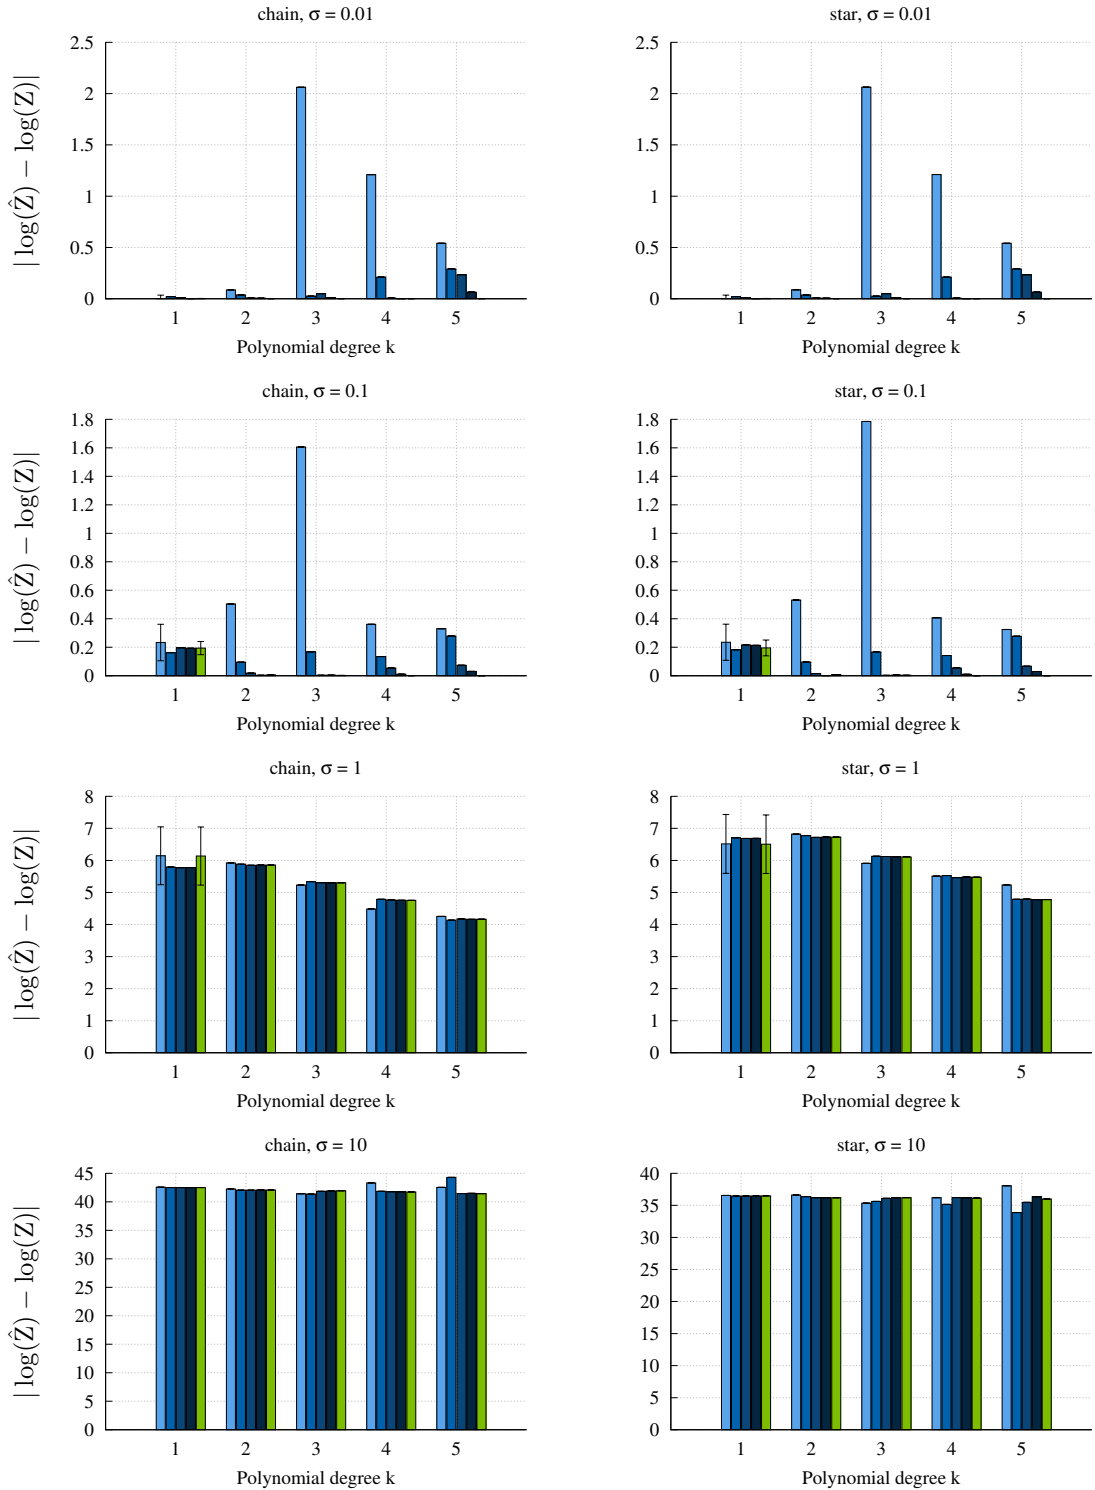 chain, σ = 0.01
| log(Ẑ) − log(Z)|
2.5
2
1.5
1
0.5
0
1 2 3 4 5
Polynomial degree k
star, σ = 0.01
2.5
2
1.5
1
0.5
0
1 2 3 4 5
Polynomial degree k
chain, σ = 0.1
| log(Ẑ) − log(Z)|
1.8
1.6
1.4
1.2
1
0.8
0.6
0.4
0.2
0
1 2 3 4 5
Polynomial degree k
star, σ = 0.1
1.8
1.6
1.4
1.2
1
0.8
0.6
0.4
0.2
0
1 2 3 4 5
Polynomial degree k
chain, σ = 1
| log(Ẑ) − log(Z)|
8
7
6
5
4
3
2
1
0
1 2 3 4 5
Polynomial degree k
star, σ = 1
8
7
6
5
4
3
2
1
0
1 2 3 4 5
Polynomial degree k
chain, σ = 10
| log(Ẑ) − log(Z)|
45
40
35
30
25
20
15
10
5
0
1 2 3 4 5
Polynomial degree k
star, σ = 10
40
35
30
25
20
15
10
5
0
1 2 3 4 5
Polynomial degree k